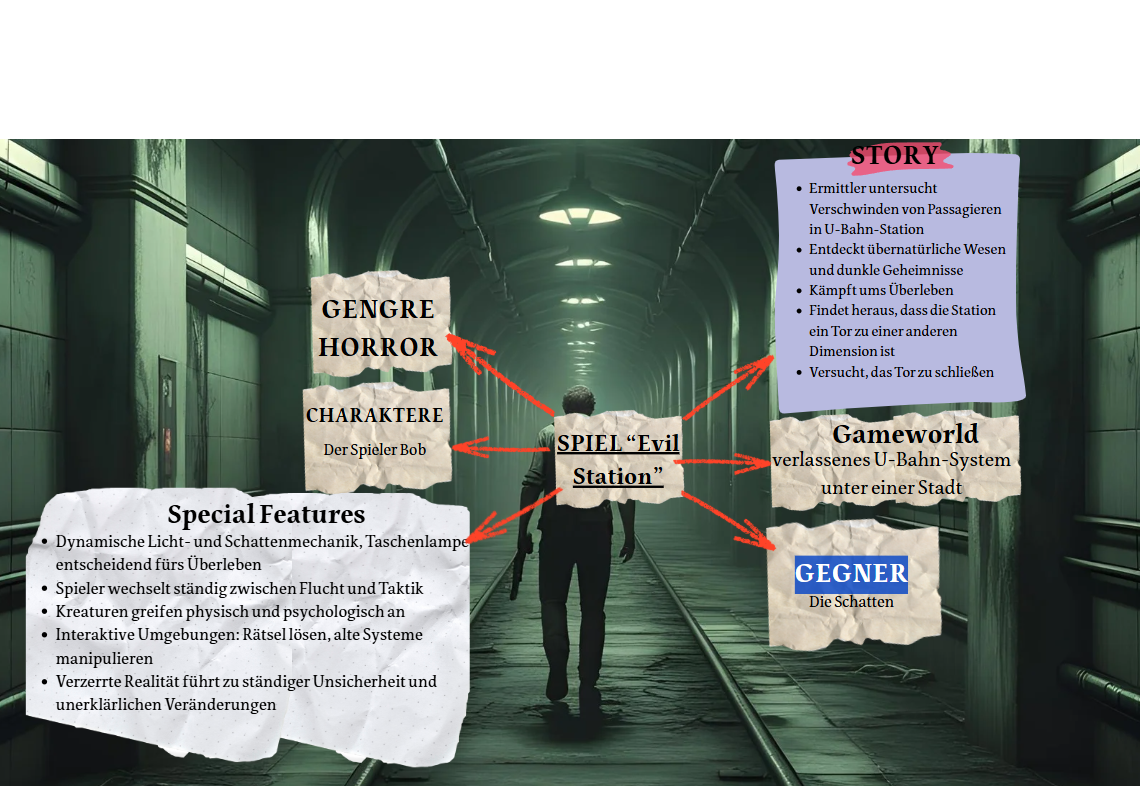 STORY
• Ermittler untersucht
Verschwinden von Passagieren
in U-Bahn-Station
• Entdeckt übernatürliche Wesen
und dunkle Geheimnisse
• Kämpft ums Überleben
• Findet heraus, dass die Station
ein Tor zu einer anderen
Dimension ist
• Versucht, das Tor zu schließen
GENGRE
HORROR
CHARAKTERE
Der Spieler Bob
SPIEL “Evil
Station”
Gameworld
verlassenes U-Bahn-System
unter einer Stadt
Special Features
• Dynamische Licht- und Schattenmechanik, Taschenlampe
entscheidend fürs Überleben
• Spieler wechselt ständig zwischen Flucht und Taktik
• Kreaturen greifen physisch und psychologisch an
• Interaktive Umgebungen: Rätsel lösen, alte Systeme
manipulieren
• Verzerrte Realität führt zu ständiger Unsicherheit und
unerklärlichen Veränderungen
GEGNER
Die Schatten